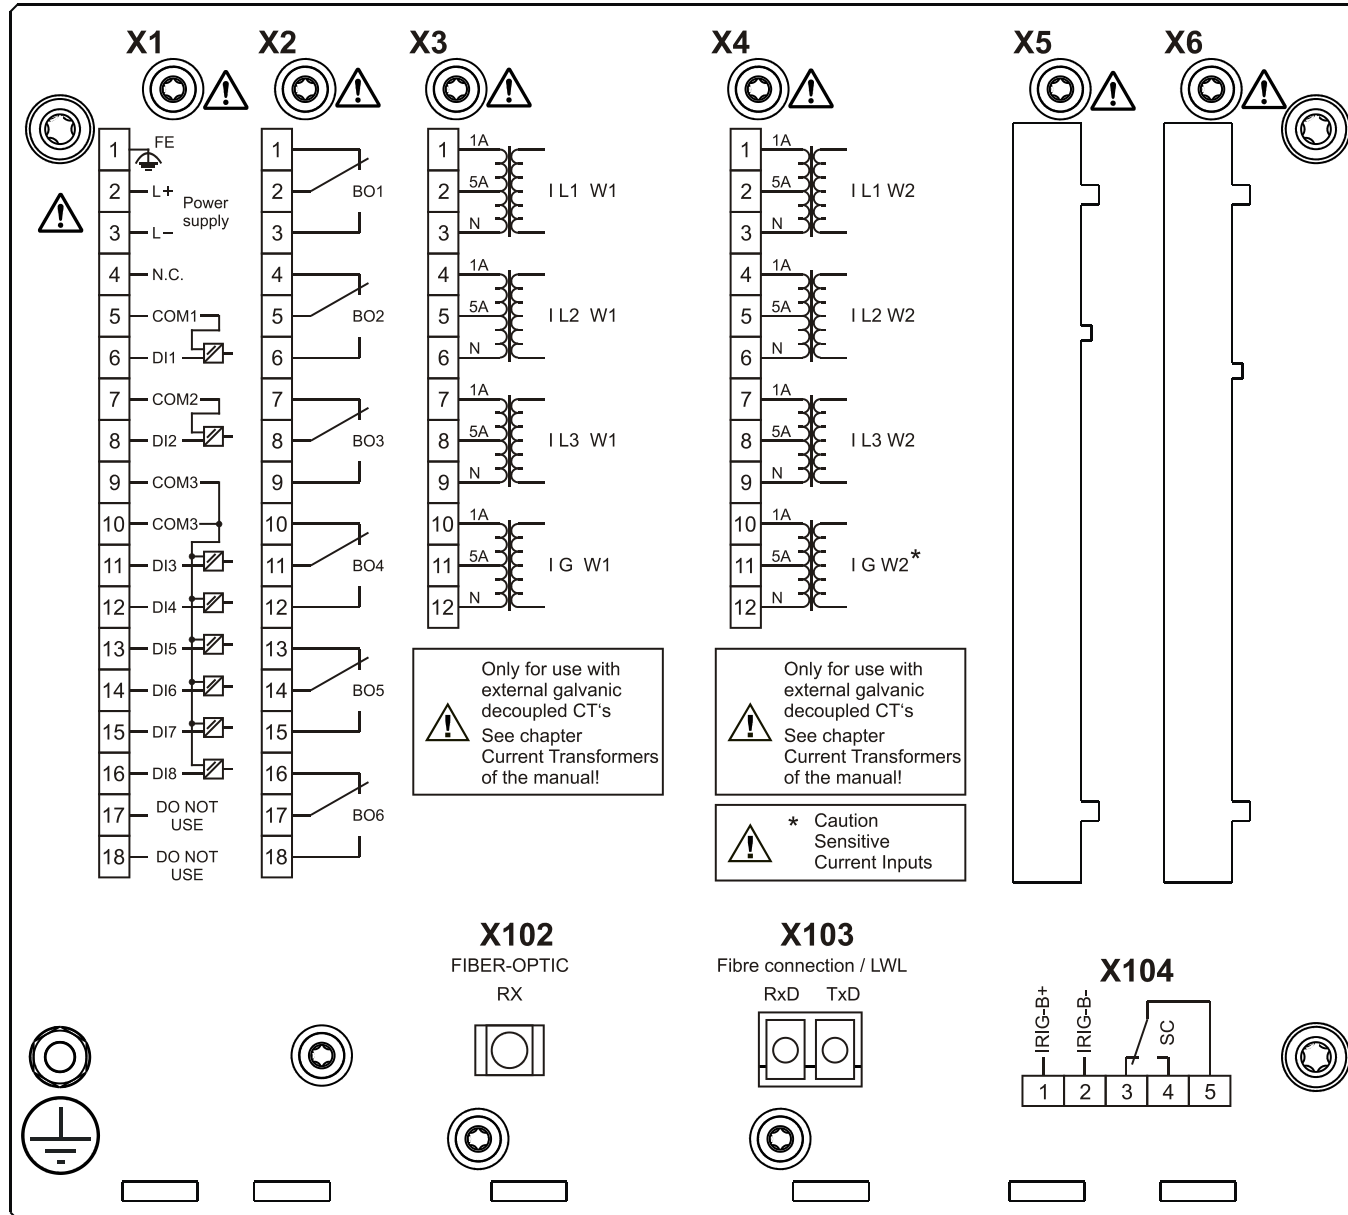 X1
X2
X3
X4
X5
X6
1 FE
2 L+
Power
supply
3 L−
4 N.C.
5 COM1
6 DI1
7 COM2
8 DI2
9 COM3
10 COM3
11 DI3
12 DI4
13 DI5
14 DI6
15 DI7
16 DI8
17 DO NOT
USE
18 DO NOT
USE
1
2 BO1
3
4
5 BO2
6
7
8 BO3
9
10
11 BO4
12
13
14 BO5
15
16
17 BO6
18
1 1A
2 5A I L1 W1
3 N
4 1A
5 5A I L2 W1
6 N
7 1A
8 5A I L3 W1
9 N
10 1A
11 5A I G W1
12 N
Only for use with
external galvanic
decoupled CT‘s
See chapter
Current Transformers
of the manual!
1 1A
2 5A I L1 W2
3 N
4 1A
5 5A I L2 W2
6 N
7 1A
8 5A I L3 W2
9 N
10 1A
11 5A I G W2*
12 N
Only for use with
external galvanic
decoupled CT‘s
See chapter
Current Transformers
of the manual!
* Caution
Sensitive
Current Inputs
X102
FIBER-OPTIC
RX
X103
Fibre connection / LWL
RxD TxD
X104
IRIG-B+
IRIG-B-
SC
1 2 3 4 5